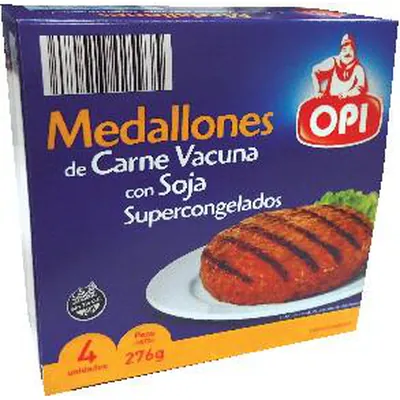 OPI
Medallones
de Carne Vacuna
con Soja
Supercongelados
4
unidades
Peso
neto
276g